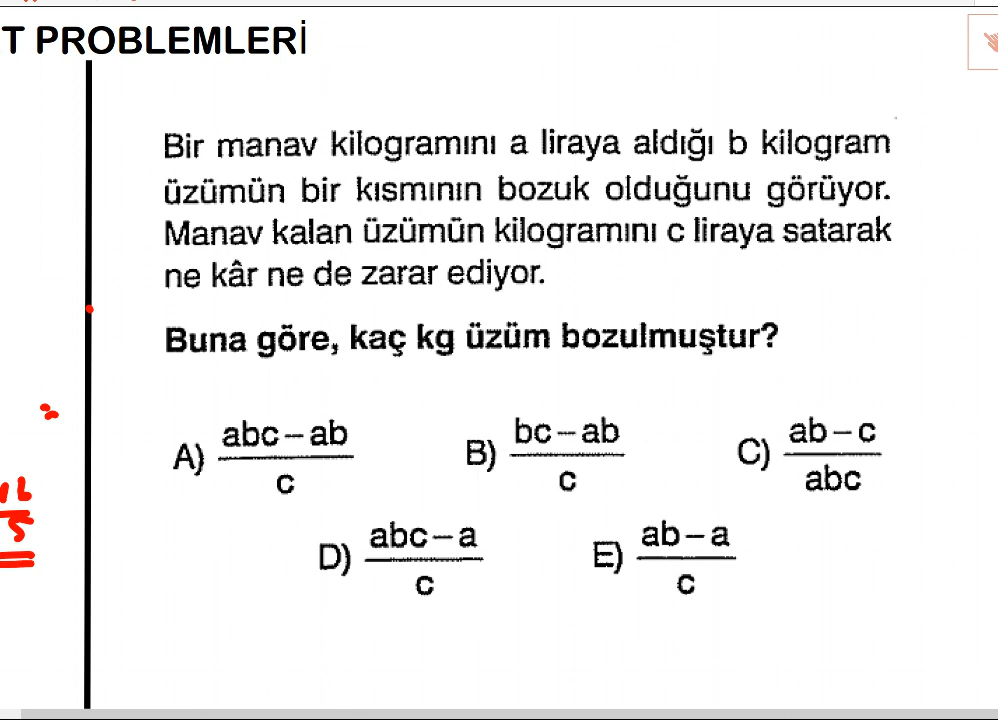 T PROBLEMLERİ
Bir manav kilogramını a liraya aldığı b kilogram
üzümün bir kısmının bozuk olduğunu görüyor.
Manav kalan üzümün kilogramını c liraya satarak
ne kâr ne de zarar ediyor.
Buna göre, kaç kg üzüm bozulmuştur?
A) abc – ab / c B) bc – ab / c C) ab – c / abc
D) abc – a / c E) ab – a / c
5